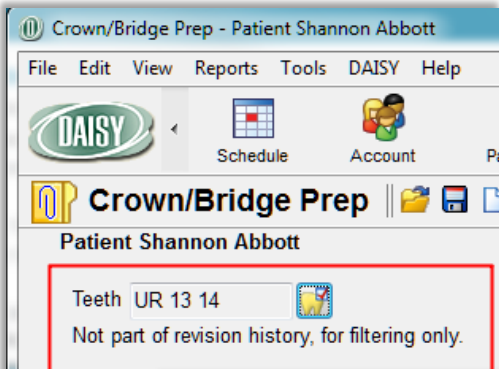 Crown/Bridge Prep - Patient Shannon Abbott
File Edit View Reports Tools DAISY Help
DAISY
Schedule Account
Crown/Bridge Prep
Patient Shannon Abbott
Teeth UR 13 14
Not part of revision history, for filtering only.